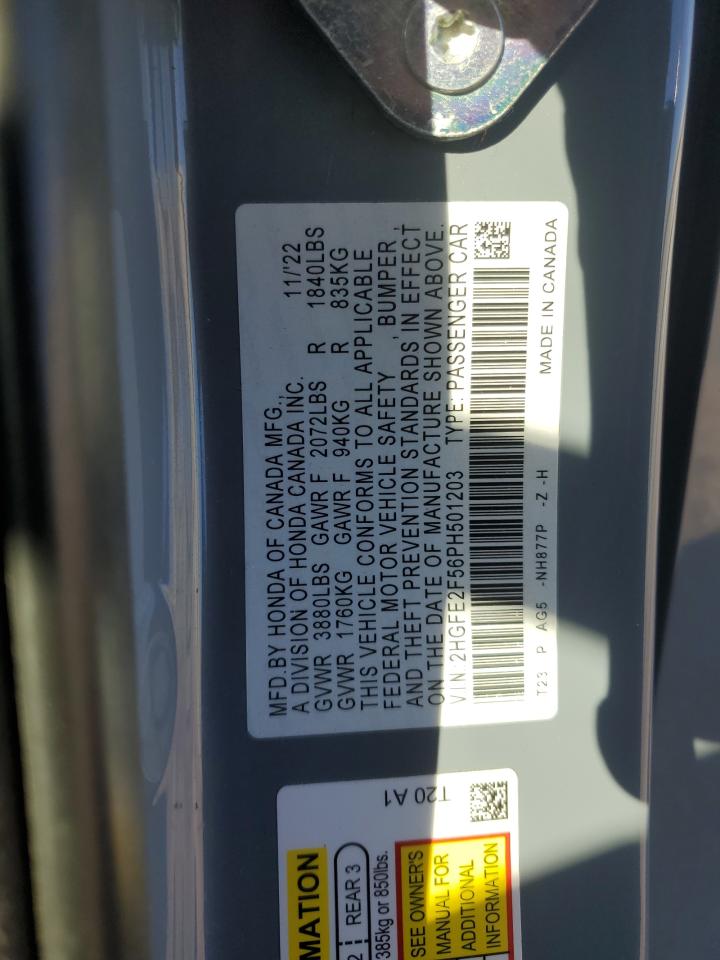 MFD.BY HONDA OF CANADA MFG.,
A DIVISION OF HONDA CANADA INC. 11/'22
GVWR 3880LBS GAWR F 2072LBS R 1840LBS
GVWR 1760KG GAWR F 940KG R 835KG
THIS VEHICLE CONFORMS TO ALL APPLICABLE
FEDERAL MOTOR VEHICLE SAFETY , BUMPER ,
AND THEFT PREVENTION STANDARDS IN EFFECT
ON THE DATE OF MANUFACTURE SHOWN ABOVE.
VIN:2HGFE2F56PH501203 TYPE: PASSENGER CAR
T23 P AG5 -NH877P -Z -H MADE IN CANADA
T20 A1
REAR 3
385kg or 850lbs.
SEE OWNER'S
MANUAL FOR
ADDITIONAL
INFORMATION